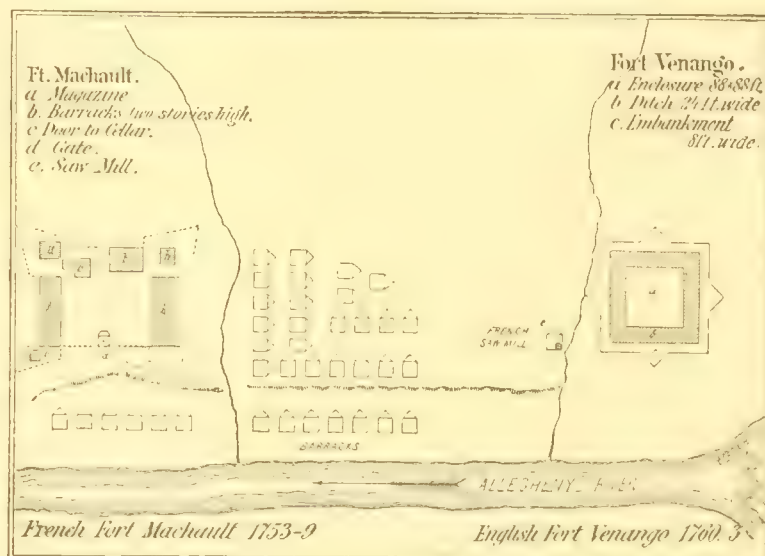 Ft. Machault.
a Magazine
b. Barracks two stories high.
c Door to Cellar.
d Gate.
e. Saw Mill.
Fort Venango.
a Enclosure 88x88ft.
b Ditch 24ft. wide
c. Embankment
8ft. wide.
a
b
c
b
b
FRENCH
SAW MILL
e
a
b
BARRACKS
ALLEGHENY RIVER
French Fort Machault 1753-9
English Fort Venango 1760. 3